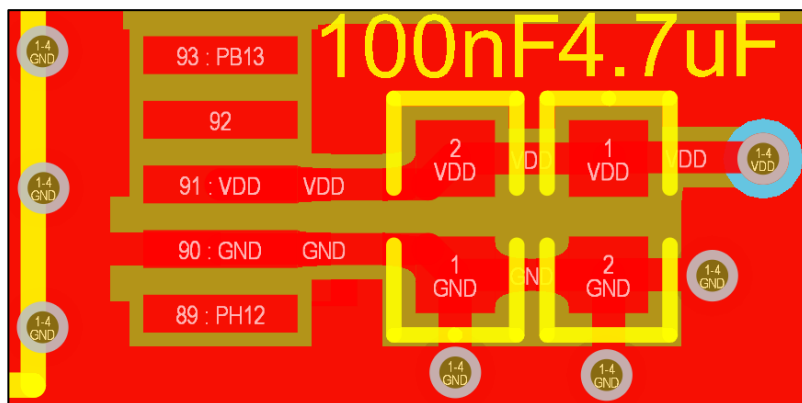 100nF4.7uF
1-4
GND
93 : PB13
92
2
VDD
VDD
1
VDD
VDD
1-4
VDD
1-4
GND
91 : VDD
VDD
90 : GND
GND
1
GND
GND
2
GND
1-4
GND
89 : PH12
1-4
GND
1-4
GND
1-4
GND